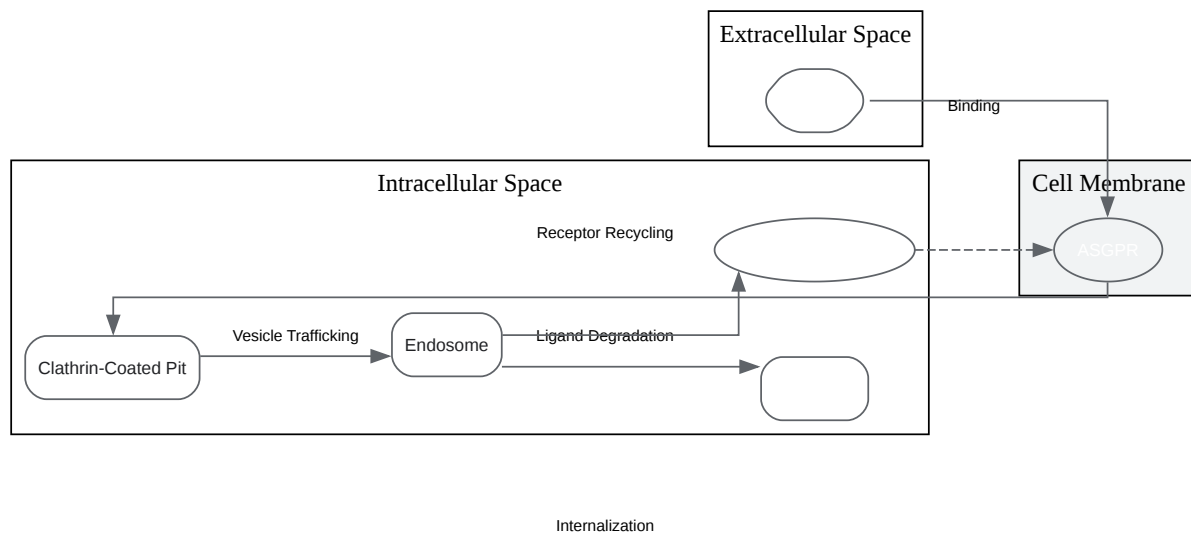 Extracellular Space
Binding
Intracellular Space
Cell Membrane
Receptor Recycling
ASGPR
Vesicle Trafficking
Ligand Degradation
Endosome
Clathrin-Coated Pit
Internalization